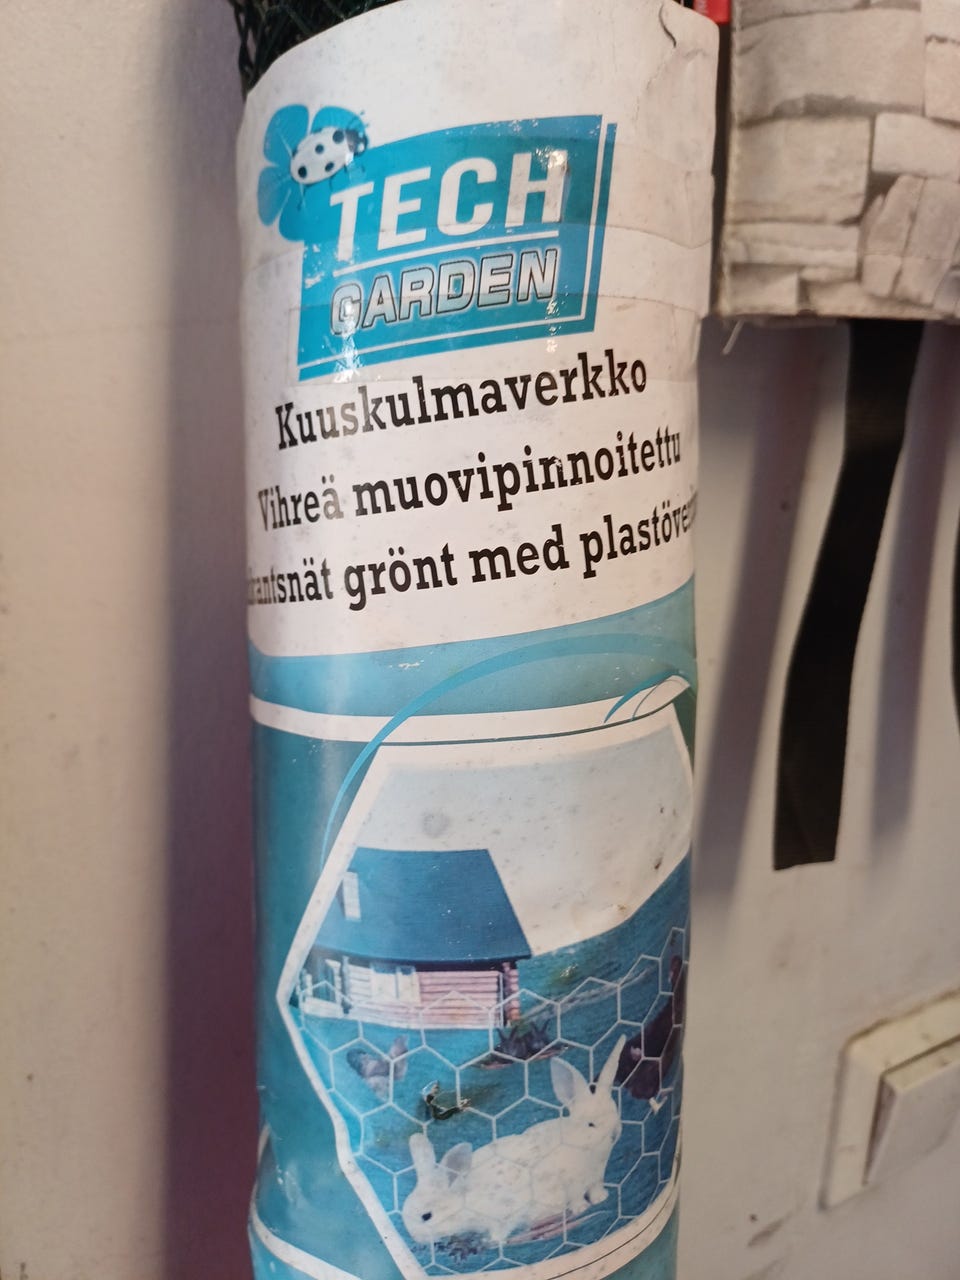 TECH
GARDEN
Kuuskulmaverkko
Vihreä muovipinnoitettu
grönt med